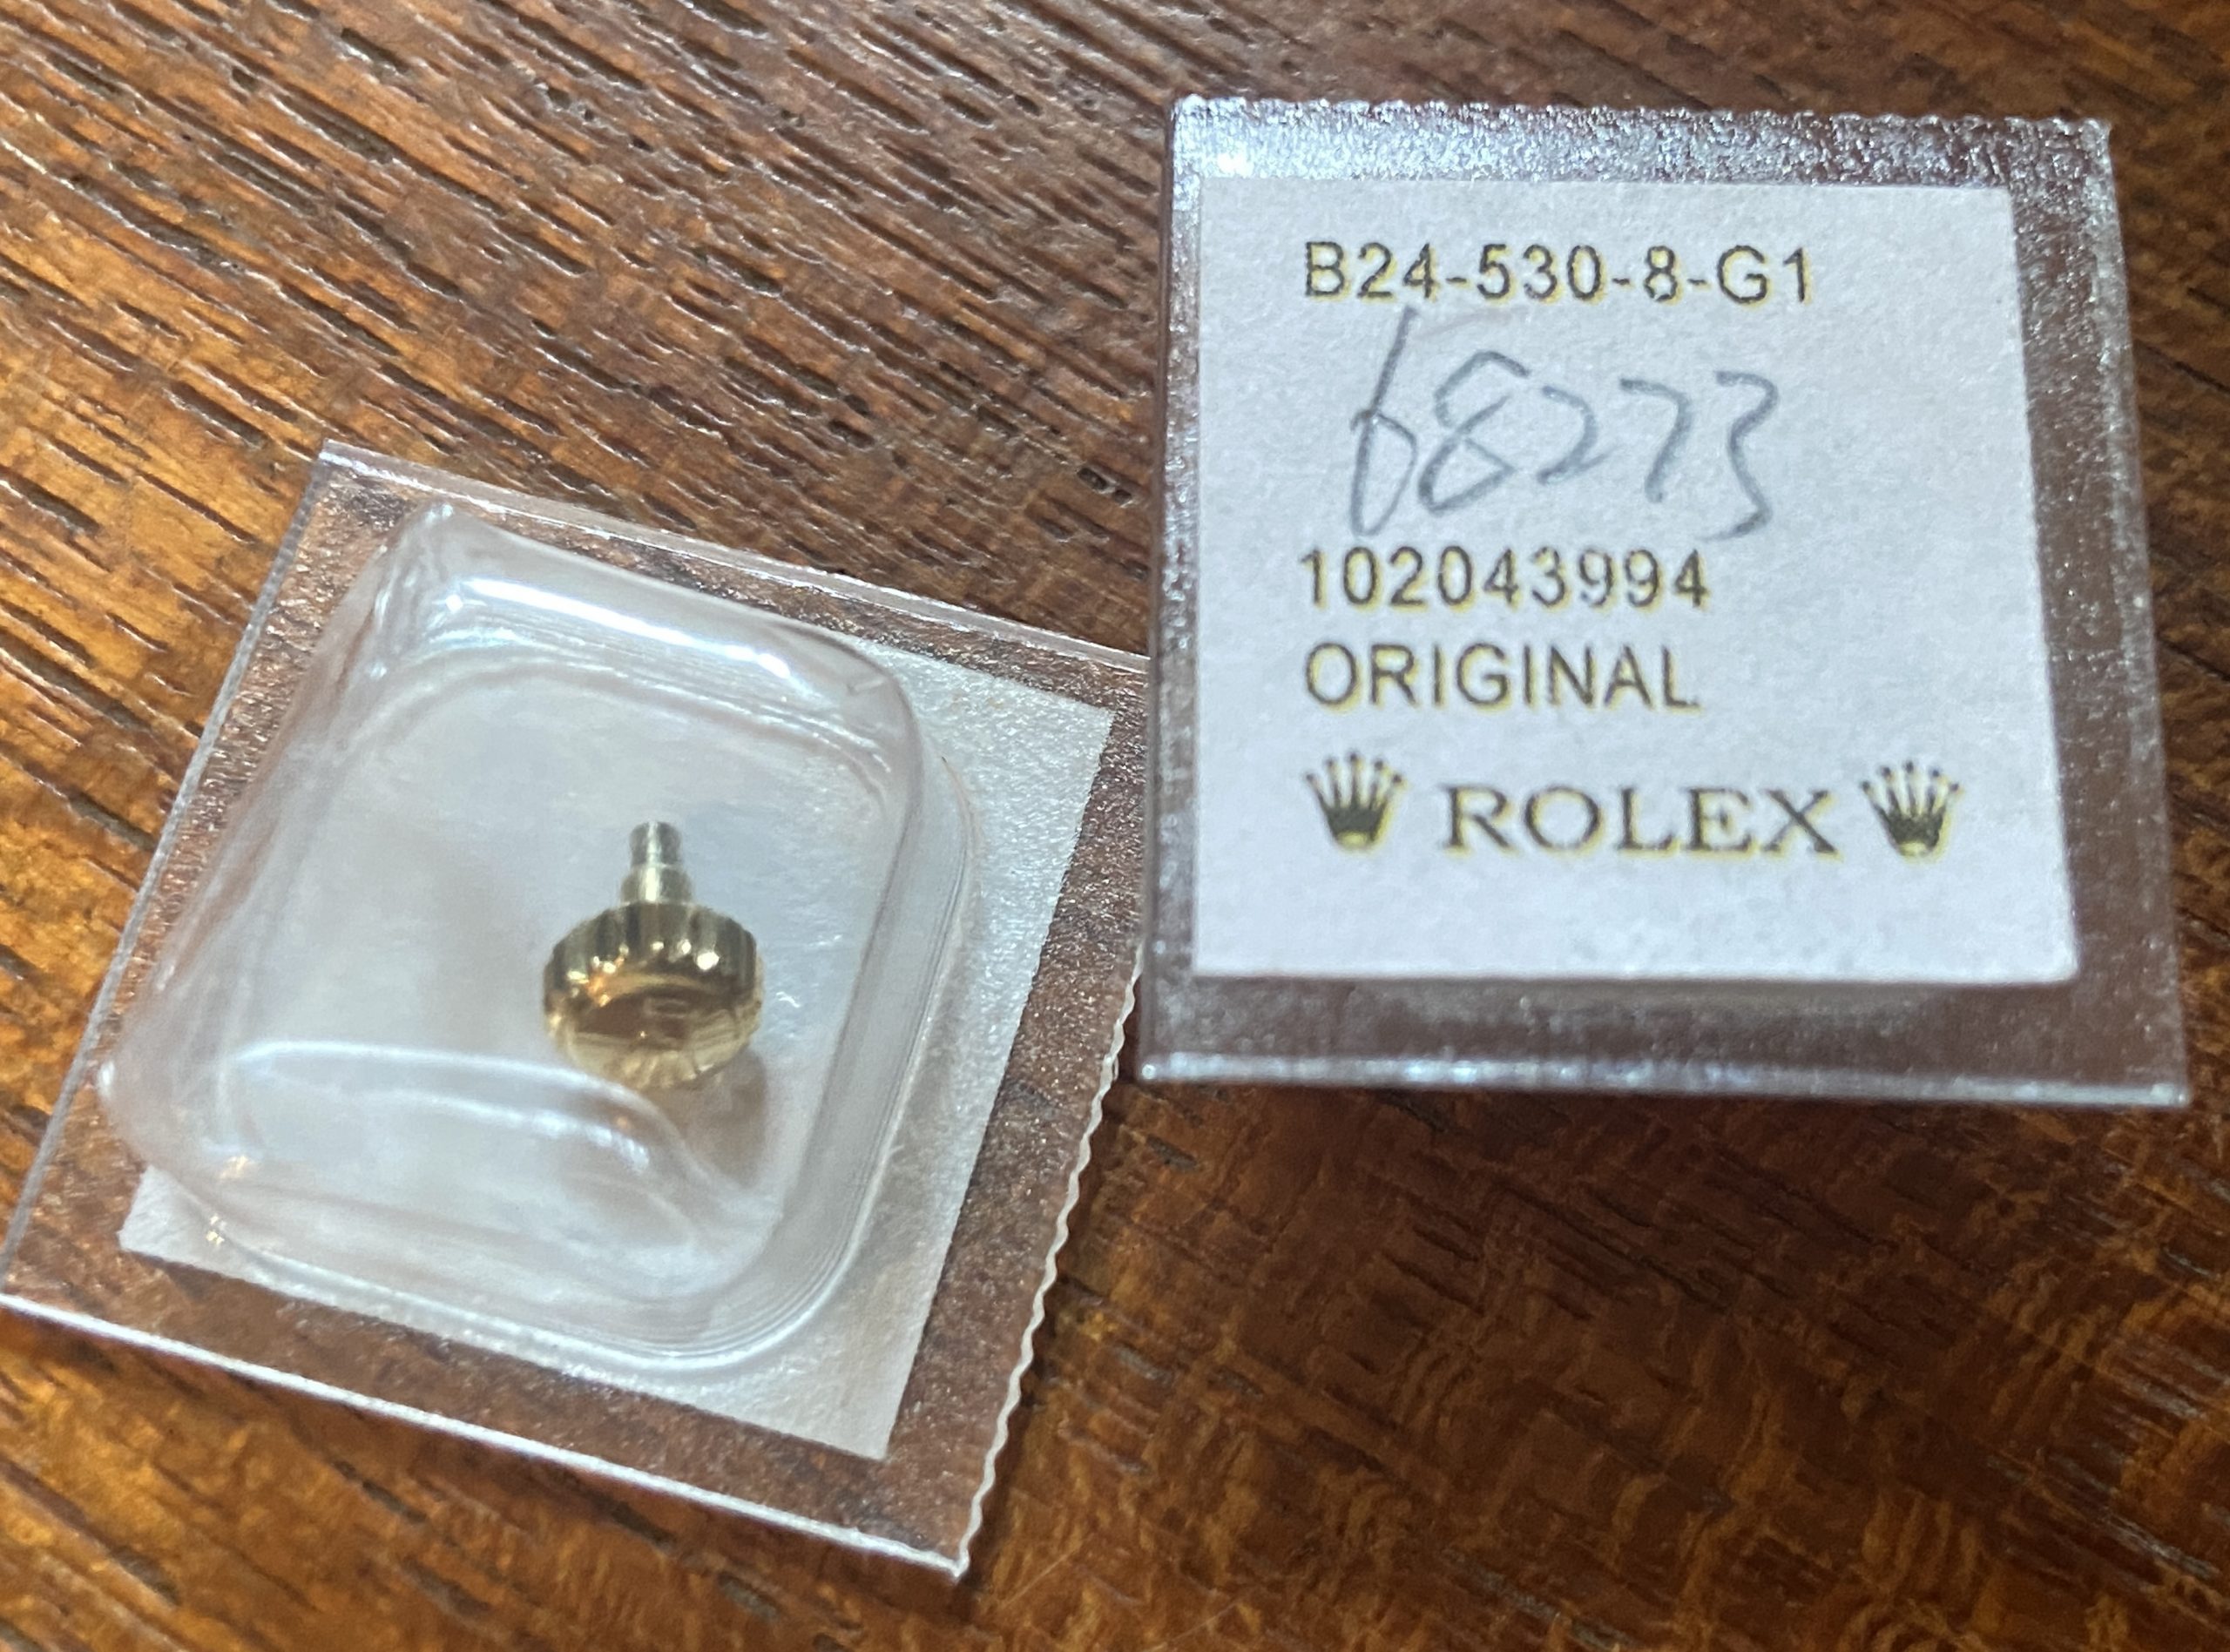 B24-530-8-G1
68273
102043994
ORIGINAL
ROLEX